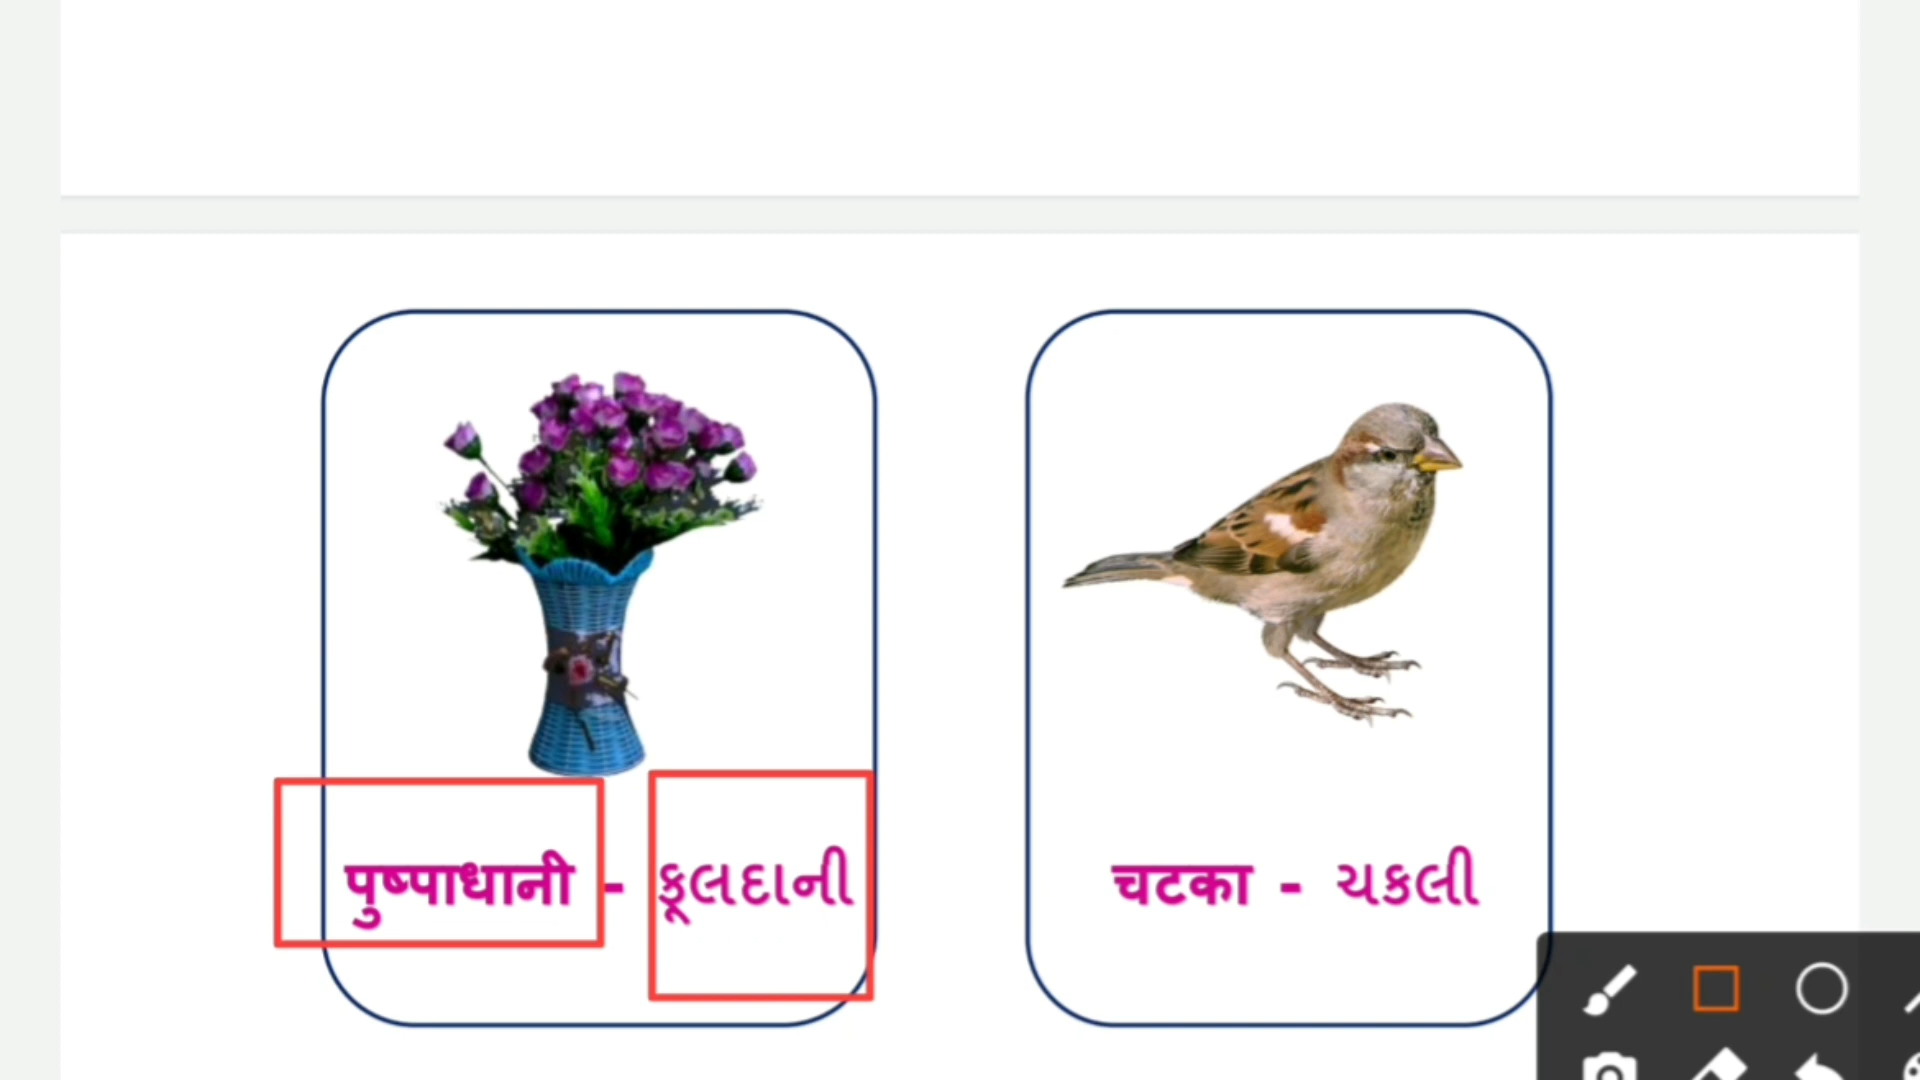 पुष्पाधानी - ફૂલદાની
चटका - ચકલી